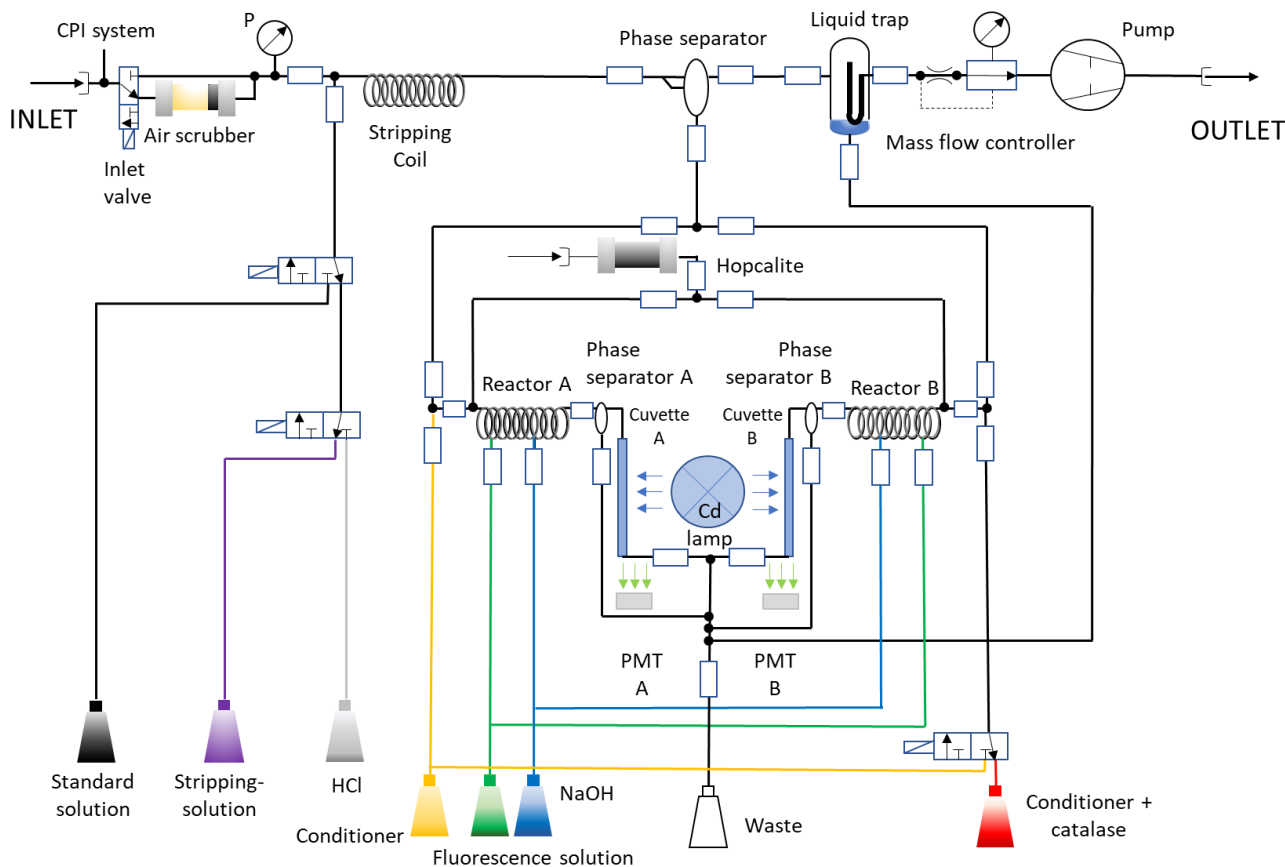 CPI system
P
Phase separator
Liquid trap
Pump
INLET
Air scrubber
Stripping
Coil
Mass flow controller
OUTLET
Inlet
valve
Hopcalite
Phase
separator A
Phase
separator B
Reactor A
Reactor B
Cuvette
A
Cuvette
B
Cd
lamp
PMT
A
PMT
B
Standard
solution
Stripping-
solution
HCl
NaOH
Conditioner
Fluorescence solution
Waste
Conditioner +
catalase